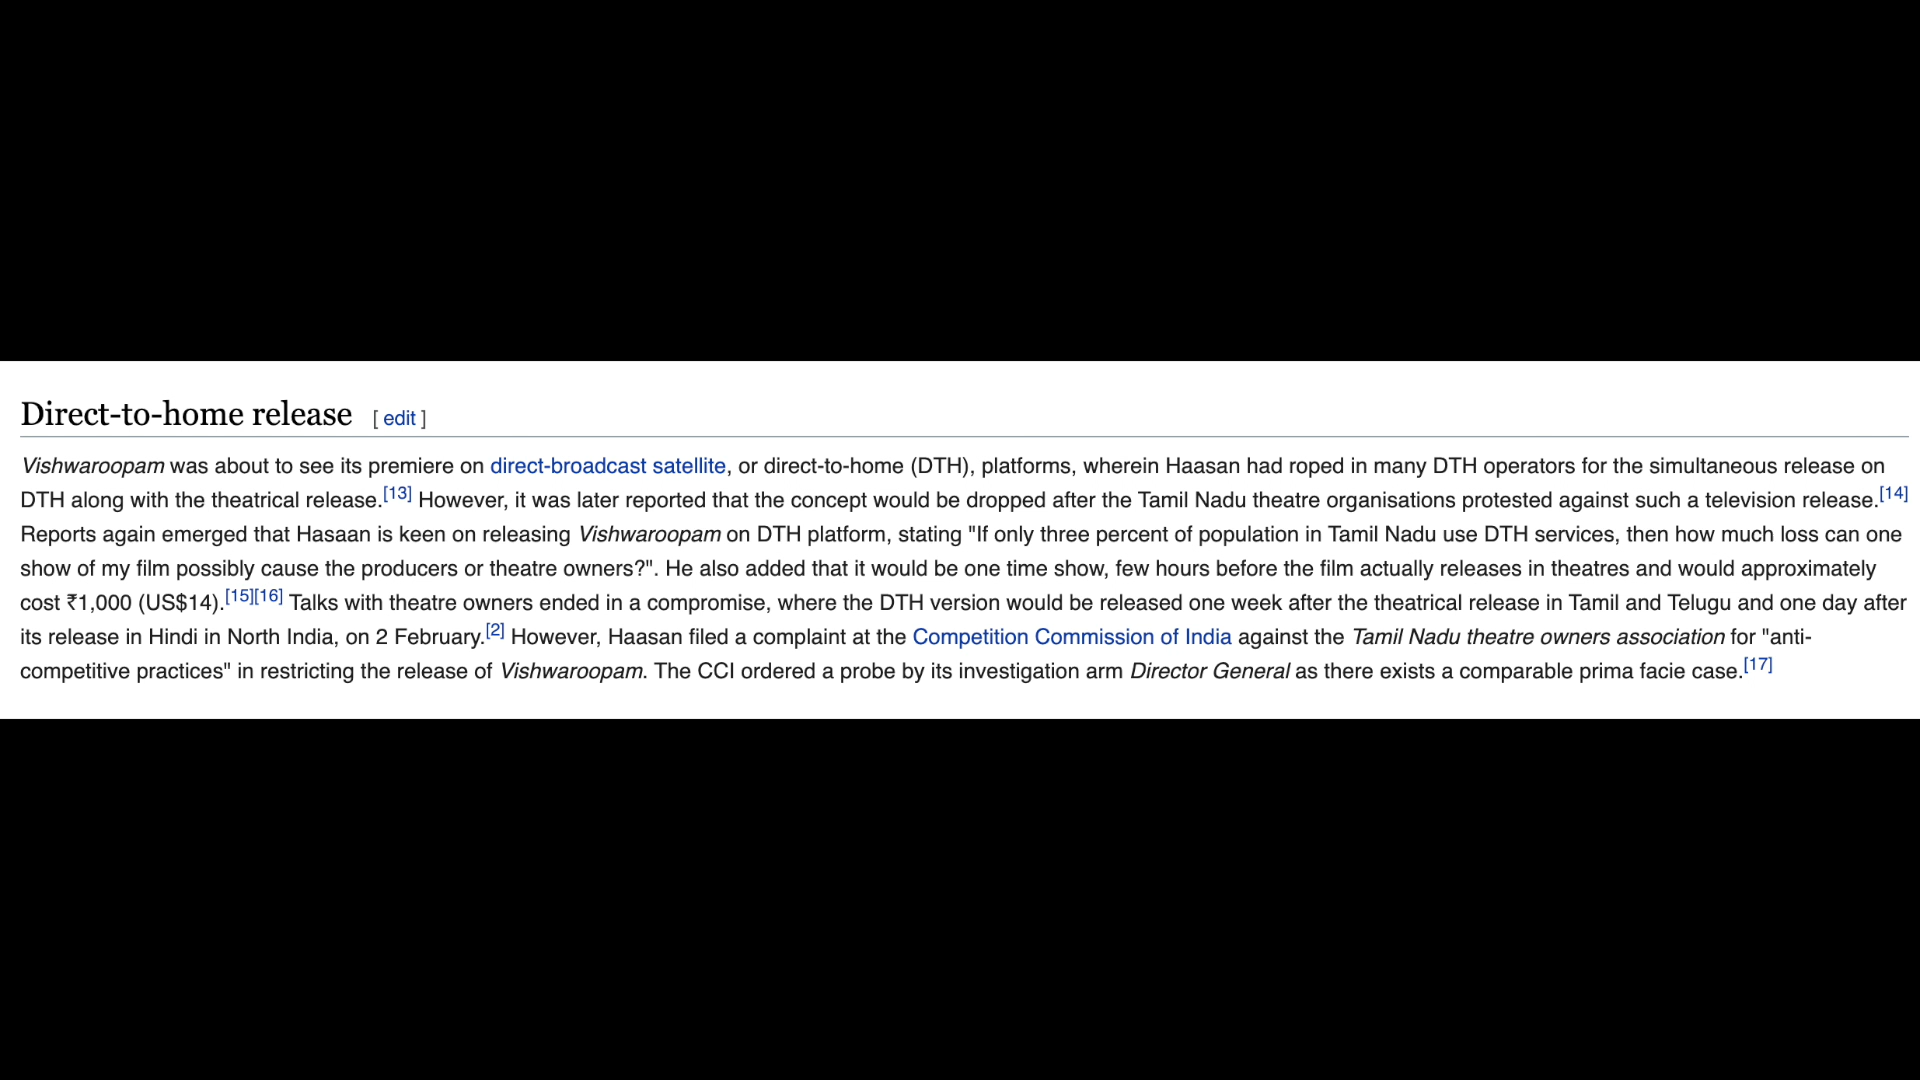 Direct-to-home release [ edit ]
Vishwaroopam was about to see its premiere on direct-broadcast satellite, or direct-to-home (DTH), platforms, wherein Haasan had roped in many DTH operators for the simultaneous release on
DTH along with the theatrical release.[13] However, it was later reported that the concept would be dropped after the Tamil Nadu theatre organisations protested against such a television release.[14]
Reports again emerged that Hasaan is keen on releasing Vishwaroopam on DTH platform, stating "If only three percent of population in Tamil Nadu use DTH services, then how much loss can one
show of my film possibly cause the producers or theatre owners?". He also added that it would be one time show, few hours before the film actually releases in theatres and would approximately
cost ₹1,000 (US$14).[15][16] Talks with theatre owners ended in a compromise, where the DTH version would be released one week after the theatrical release in Tamil and Telugu and one day after
its release in Hindi in North India, on 2 February.[2] However, Haasan filed a complaint at the Competition Commission of India against the Tamil Nadu theatre owners association for "anti-
competitive practices" in restricting the release of Vishwaroopam. The CCI ordered a probe by its investigation arm Director General as there exists a comparable prima facie case.[17]